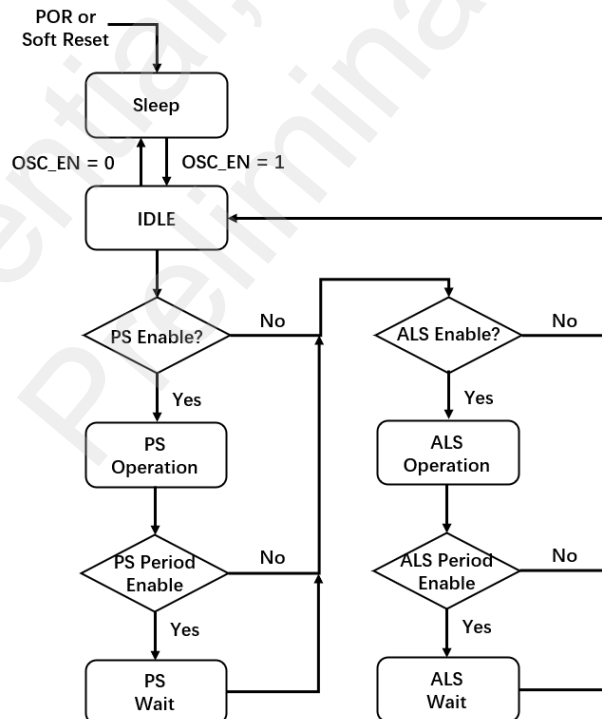 POR or
Soft Reset
Sleep
OSC_EN = 0
OSC_EN = 1
IDLE
PS Enable?
No
ALS Enable?
No
Yes
Yes
PS
Operation
ALS
Operation
PS Period
Enable
No
ALS Period
Enable
No
Yes
Yes
PS
Wait
ALS
Wait